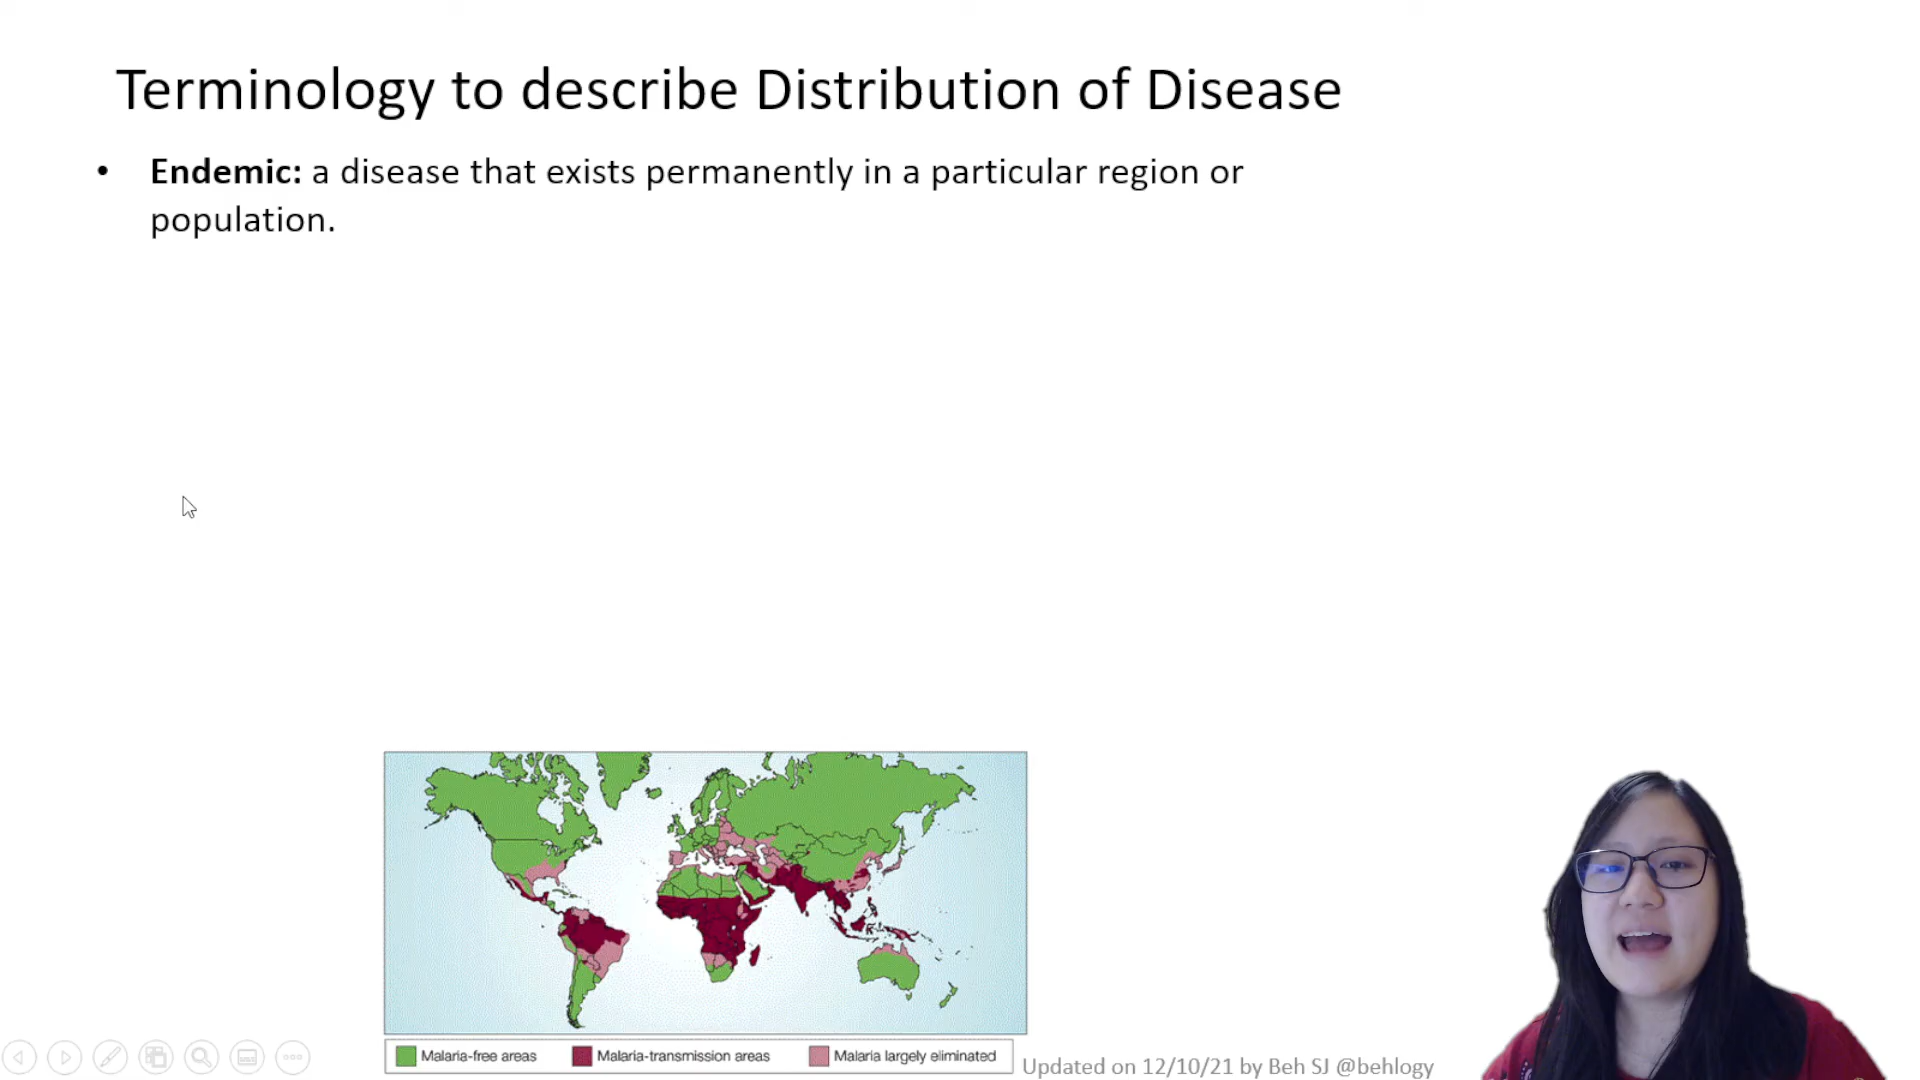 Terminology to describe Distribution of Disease
• Endemic: a disease that exists permanently in a particular region or
population.
Malaria-free areas Malaria-transmission areas Malaria largely eliminated
Updated on 12/10/21 by Beh SJ @behlogy